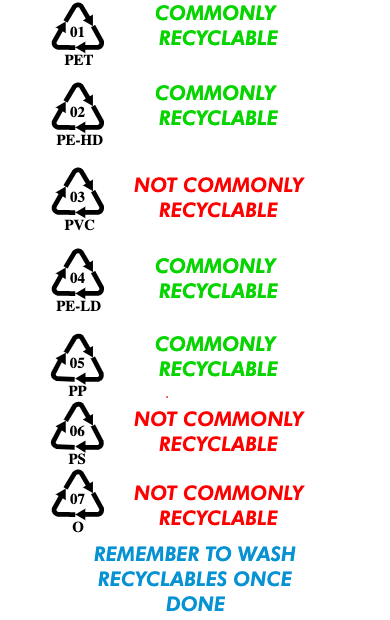 01
PET
COMMONLY
RECYCLABLE
02
PE-HD
COMMONLY
RECYCLABLE
03
PVC
NOT COMMONLY
RECYCLABLE
04
PE-LD
COMMONLY
RECYCLABLE
05
PP
COMMONLY
RECYCLABLE
06
PS
NOT COMMONLY
RECYCLABLE
07
O
NOT COMMONLY
RECYCLABLE
REMEMBER TO WASH
RECYCLABLES ONCE
DONE